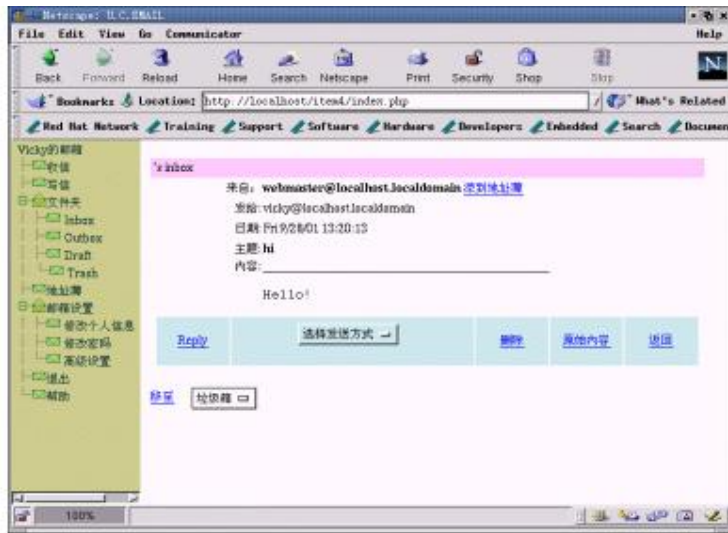 Netscape: U.C.EMAIL
File Edit View Go Communicator Help
Back Forward Reload Home Search Netscape Print Security Shop Stop
N
Bookmarks Location: http://localhost/item4/index.php What's Related
Red Hat Network Training Support Software Hardware Developers Embedded Search Documen
Vicky的邮箱
收信
写信
文件夹
Inbox
Outbox
Draft
Trash
地址簿
邮箱设置
修改个人信息
修改密码
高级设置
退出
帮助
's inbox
来自: webmaster@localhost.localdomain 添到地址簿
发给: vicky@localhost.localdomain
日期: Fri 9/28/01 13:20:13
主题: hi
内容:
Hello!
Reply 选择发送方式 删除 原始内容 返回
移至 垃圾箱
100%